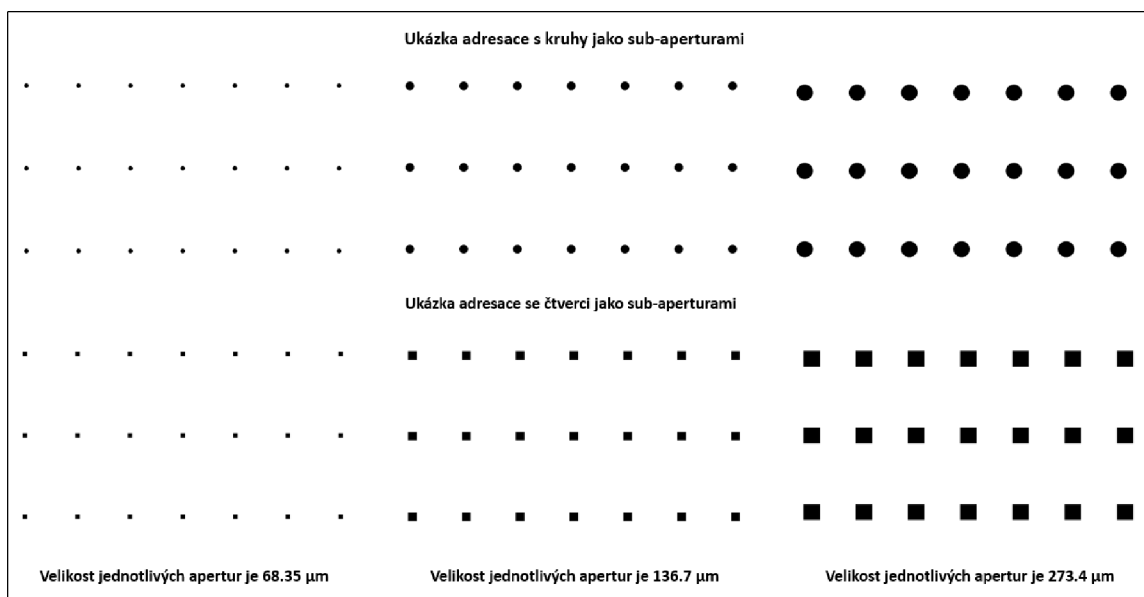 Ukázka adresace s kruhy jako sub-aperturami
Ukázka adresace se čtverci jako sub-aperturami
Velikost jednotlivých apertur je 68.35 µm
Velikost jednotlivých apertur je 136.7 µm
Velikost jednotlivých apertur je 273.4 µm